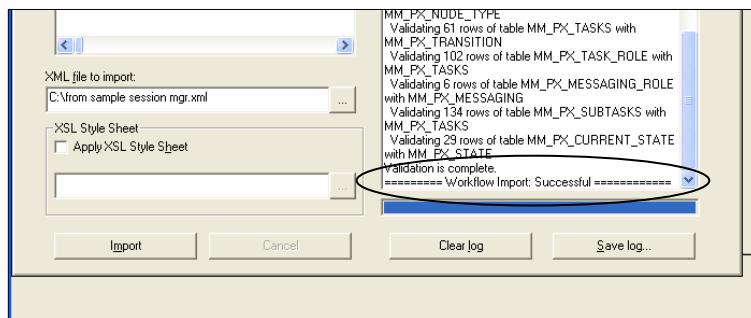 XML file to import:
C:\from sample session mgr.xml
...
XSL Style Sheet
Apply XSL Style Sheet
...
Import
Cancel
MM_PX_NODE_TYPE
Validating 61 rows of table MM_PX_TASKS with
MM_PX_TRANSITION
Validating 102 rows of table MM_PX_TASK_ROLE with
MM_PX_TASKS
Validating 6 rows of table MM_PX_MESSAGING_ROLE
with MM_PX_MESSAGING
Validating 134 rows of table MM_PX_SUBTASKS with
MM_PX_TASKS
Validating 29 rows of table MM_PX_CURRENT_STATE
with MM_PX_STATE
Validation is complete.
========= Workflow Import: Successful ============
Clear log
Save log...